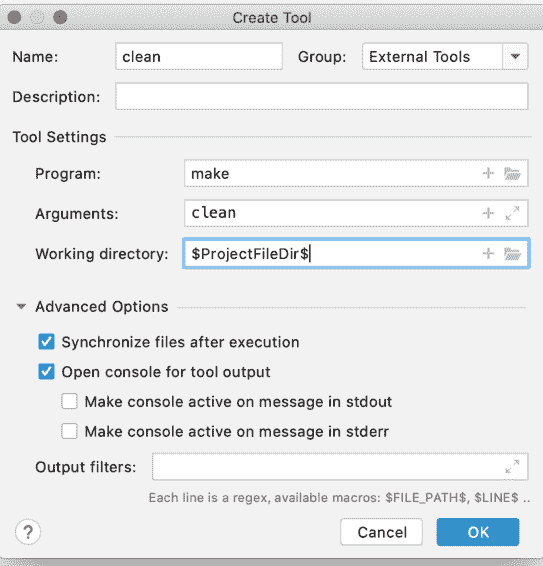 Create Tool
Name: clean Group: External Tools
Description:
Tool Settings
Program: make
Arguments: clean
Working directory: $ProjectFileDir$
Advanced Options
Synchronize files after execution
Open console for tool output
Make console active on message in stdout
Make console active on message in stderr
Output filters:
Each line is a regex, available macros: $FILE_PATH$, $LINE$ ..
? Cancel OK